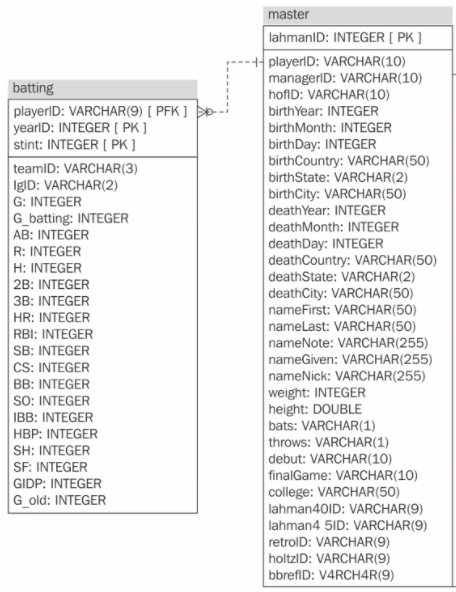 batting
playerID: VARCHAR(9) [ PFK ]
yearID: INTEGER [ PK ]
stint: INTEGER [ PK ]
teamID: VARCHAR(3)
IgID: VARCHAR(2)
G: INTEGER
G_batting: INTEGER
AB: INTEGER
R: INTEGER
H: INTEGER
2B: INTEGER
3B: INTEGER
HR: INTEGER
RBI: INTEGER
SB: INTEGER
CS: INTEGER
BB: INTEGER
SO: INTEGER
IBB: INTEGER
HBP: INTEGER
SH: INTEGER
SF: INTEGER
GIDP: INTEGER
G_old: INTEGER
master
lahmanID: INTEGER [ PK ]
playerID: VARCHAR(10)
managerID: VARCHAR(10)
hofID: VARCHAR(10)
birthYear: INTEGER
birthMonth: INTEGER
birthDay: INTEGER
birthCountry: VARCHAR(50)
birthState: VARCHAR(2)
birthCity: VARCHAR(50)
deathYear: INTEGER
deathMonth: INTEGER
deathDay: INTEGER
deathCountry: VARCHAR(50)
deathState: VARCHAR(2)
deathCity: VARCHAR(50)
nameFirst: VARCHAR(50)
nameLast: VARCHAR(50)
nameNote: VARCHAR(255)
nameGiven: VARCHAR(255)
nameNick: VARCHAR(255)
weight: INTEGER
height: DOUBLE
bats: VARCHAR(1)
throws: VARCHAR(1)
debut: VARCHAR(10)
finalGame: VARCHAR(10)
college: VARCHAR(50)
lahman40ID: VARCHAR(9)
lahman4 5ID: VARCHAR(9)
retroID: VARCHAR(9)
holtzID: VARCHAR(9)
bbrefID: V4RCH4R(9)